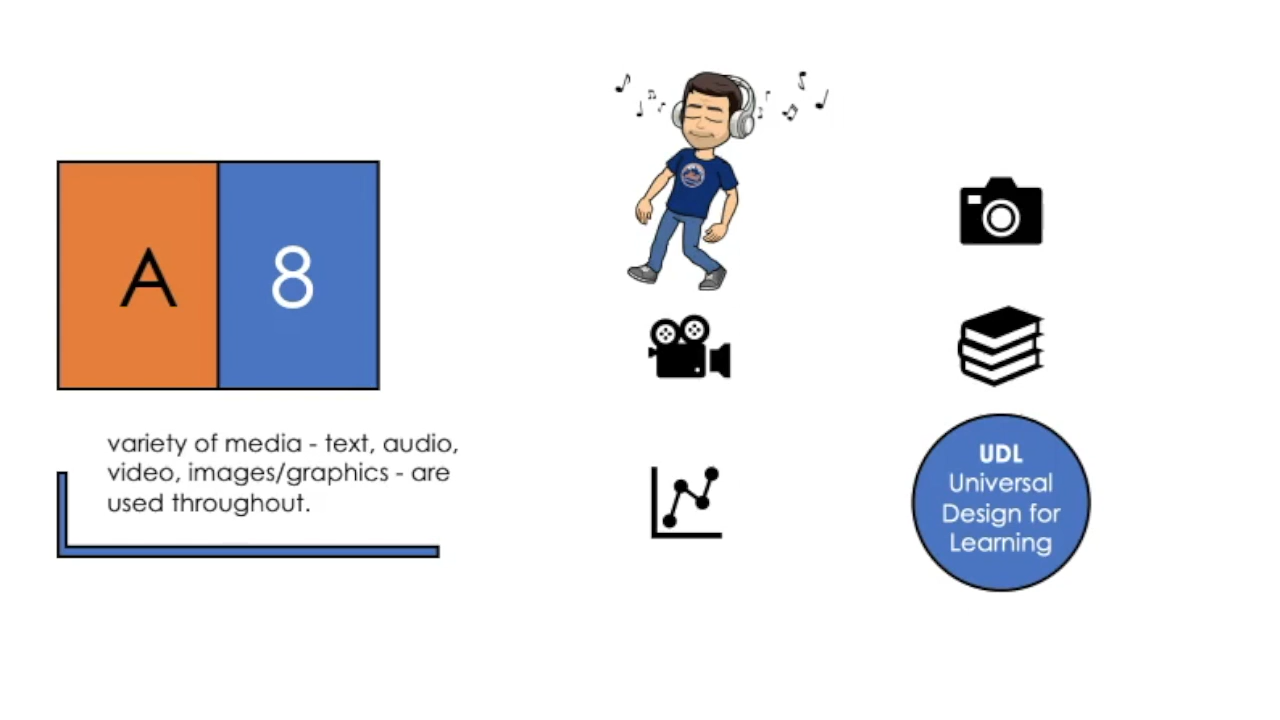 A 8
variety of media - text, audio,
video, images/graphics - are
used throughout.
UDL
Universal
Design for
Learning